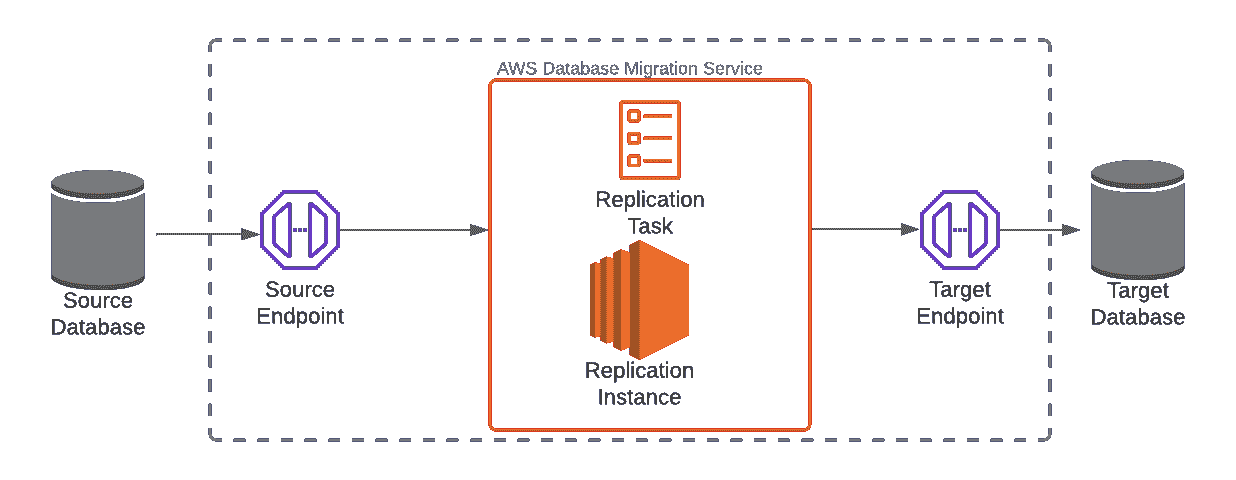 AWS Database Migration Service
Replication
Task
Source
Database
Source
Endpoint
Replication
Instance
Target
Endpoint
Target
Database